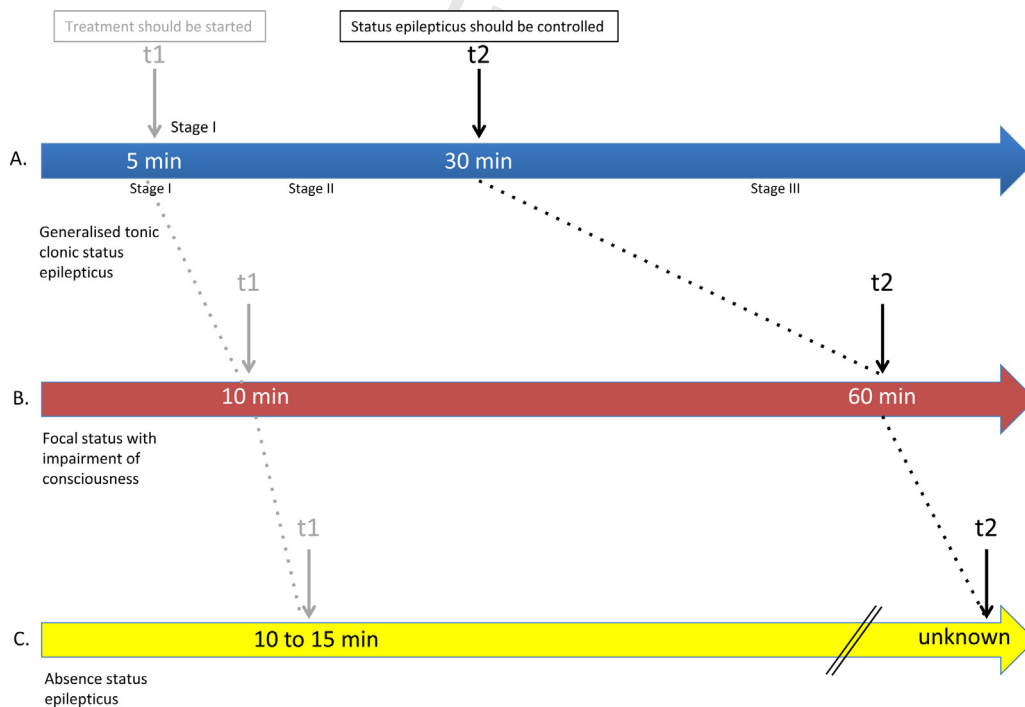 Treatment should be started
Status epilepticus should be controlled
t1
t2
Stage I
A.
5 min
30 min
Stage I
Stage II
Stage III
Generalised tonic
clonic status
epilepticus
t1
t2
B.
10 min
60 min
Focal status with
impairment of
consciousness
t1
t2
C.
10 to 15 min
unknown
Absence status
epilepticus